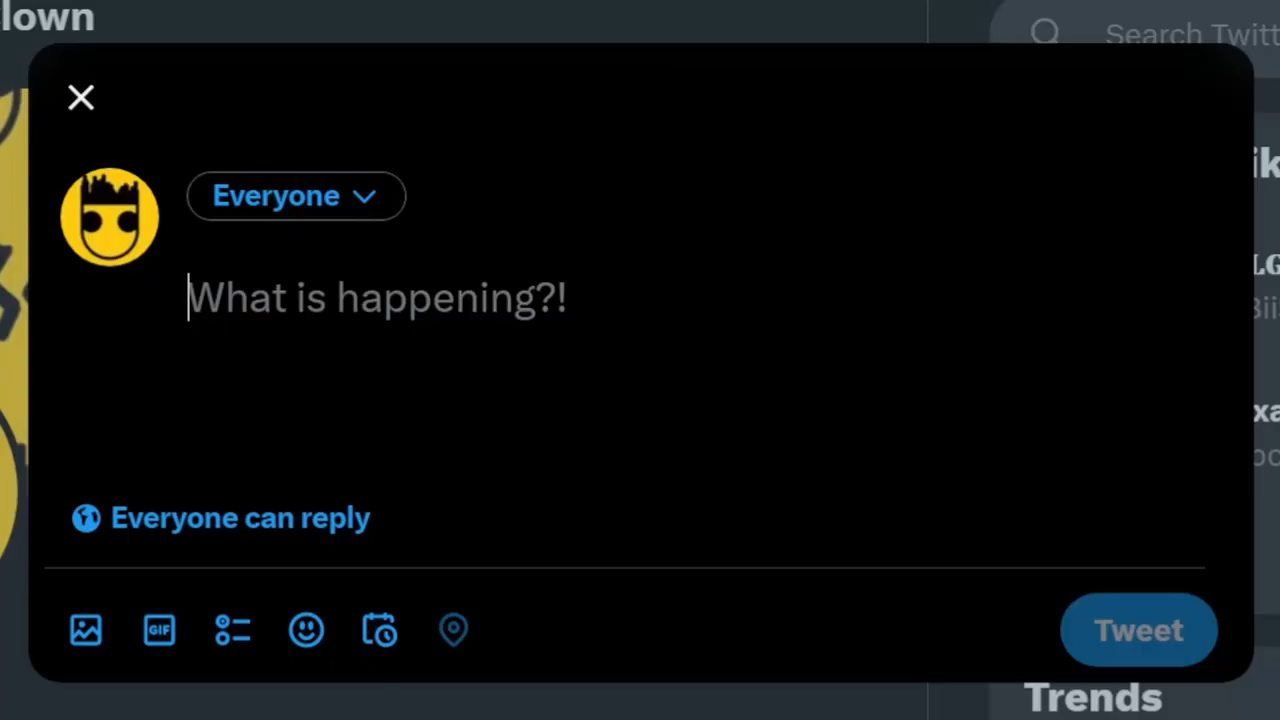 lown
Search Twitt
Everyone
What is happening?!
Everyone can reply
GIF
Tweet
Trends